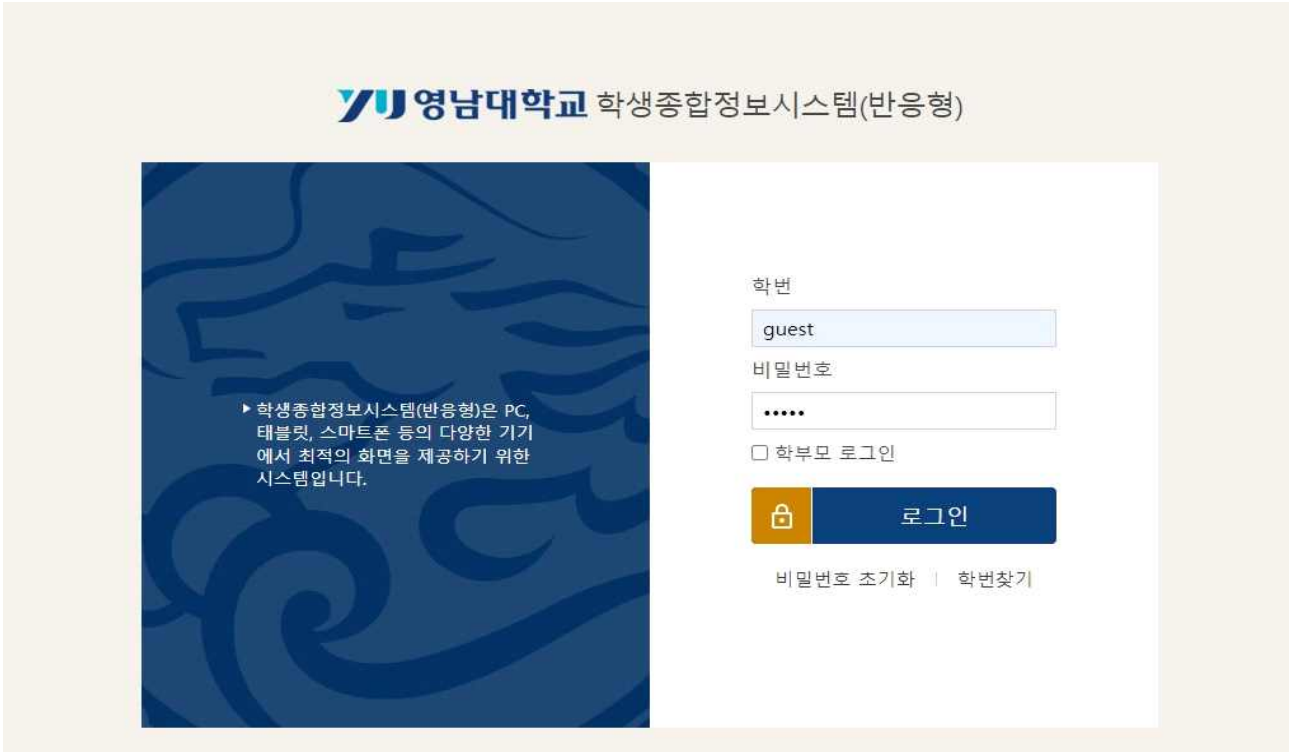 YU 영남대학교 학생종합정보시스템(반응형)
학번
guest
비밀번호
•••••
학부모 로그인
로그인
비밀번호 초기화 | 학번찾기
▶ 학생종합정보시스템(반응형)은 PC,
태블릿, 스마트폰 등의 다양한 기기
에서 최적의 화면을 제공하기 위한
시스템입니다.